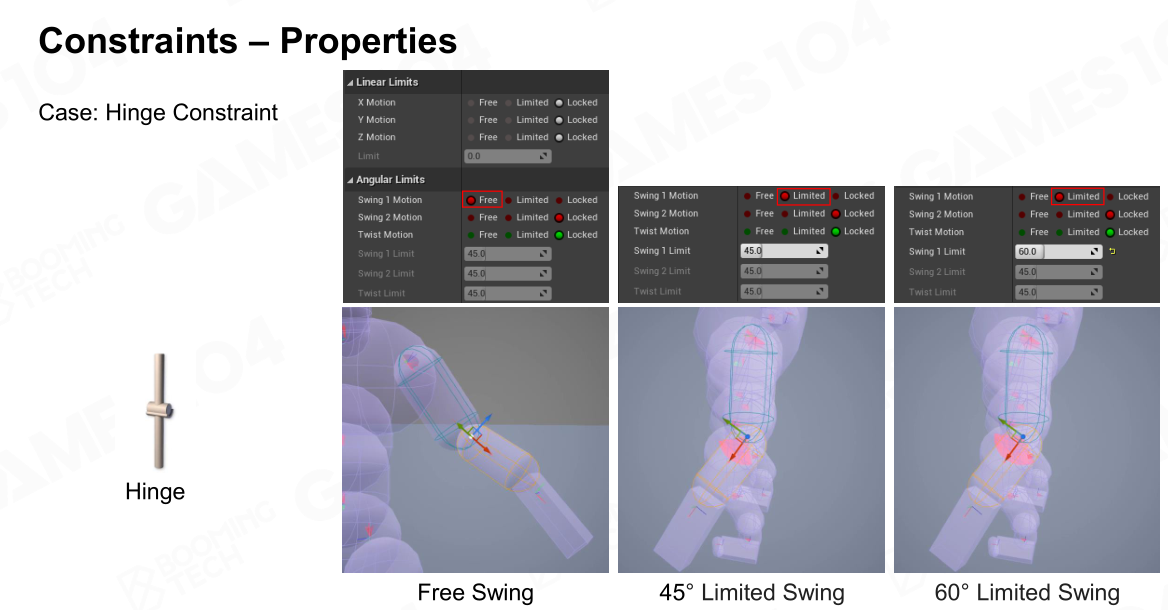 Constraints – Properties
Case: Hinge Constraint
Linear Limits
X Motion Free Limited Locked
Y Motion Free Limited Locked
Z Motion Free Limited Locked
Limit 0.0
Angular Limits
Swing 1 Motion Free Limited Locked
Swing 2 Motion Free Limited Locked
Twist Motion Free Limited Locked
Swing 1 Limit 45.0
Swing 2 Limit 45.0
Twist Limit 45.0
Swing 1 Motion Free Limited Locked
Swing 2 Motion Free Limited Locked
Twist Motion Free Limited Locked
Swing 1 Limit 45.0
Swing 2 Limit 45.0
Twist Limit 45.0
Swing 1 Motion Free Limited Locked
Swing 2 Motion Free Limited Locked
Twist Motion Free Limited Locked
Swing 1 Limit 60.0
Swing 2 Limit 45.0
Twist Limit 45.0
Hinge
Free Swing
45° Limited Swing
60° Limited Swing
GAMES104
BOOMING
TECH